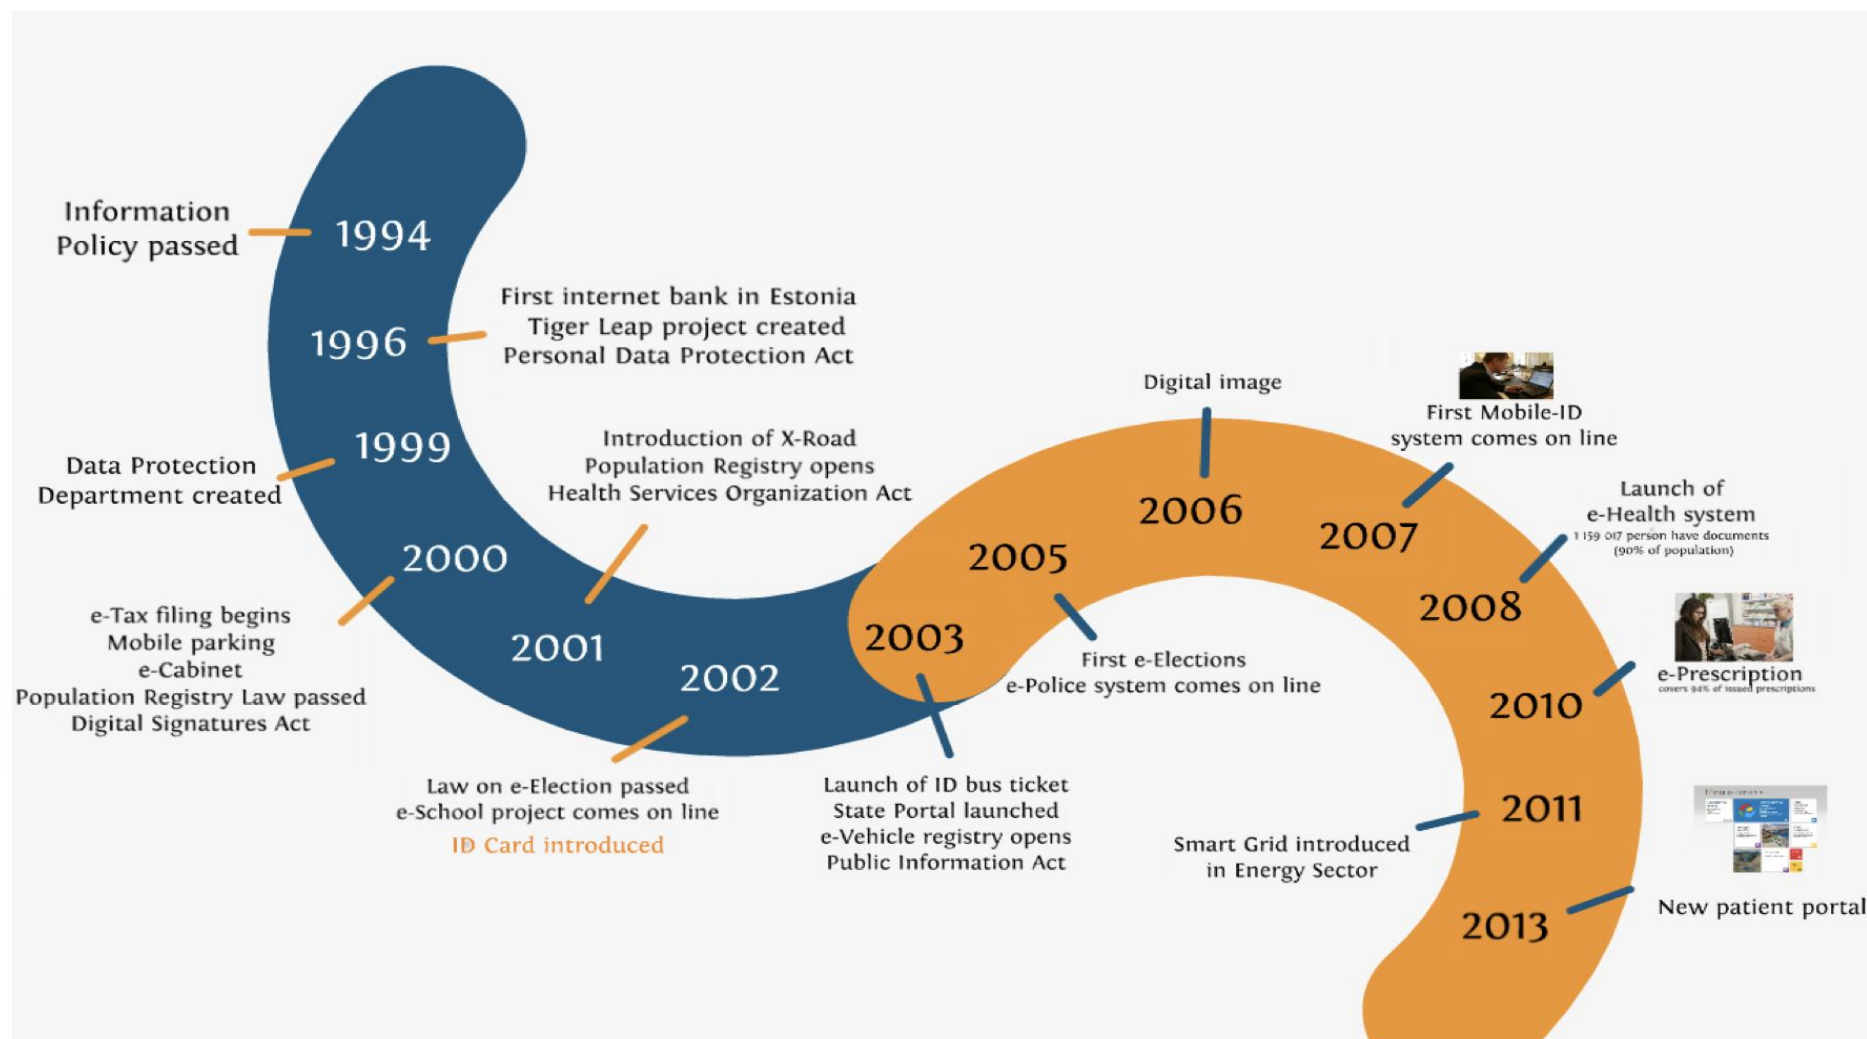 Information
Policy passed
1994
1996
First internet bank in Estonia
Tiger Leap project created
Personal Data Protection Act
1999
Data Protection
Department created
2000
e-Tax filing begins
Mobile parking
e-Cabinet
Population Registry Law passed
Digital Signatures Act
Introduction of X-Road
Population Registry opens
Health Services Organization Act
2001
2002
Law on e-Election passed
e-School project comes on line
ID Card introduced
2003
Launch of ID bus ticket
State Portal launched
e-Vehicle registry opens
Public Information Act
2005
First e-Elections
e-Police system comes on line
Digital image
2006
First Mobile-ID
system comes on line
2007
Launch of
e-Health system
1 159 017 person have documents
(90% of population)
2008
e-Prescription
covers 94% of issued prescriptions
2010
2011
Smart Grid introduced
in Energy Sector
2013
New patient portal